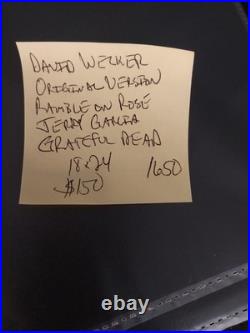 DAVID WELKER
ORIGINAL VERSION
RAMBLE ON ROSE
JERRY GARCIA
GRATEFUL DEAD
18x24 1650
$150